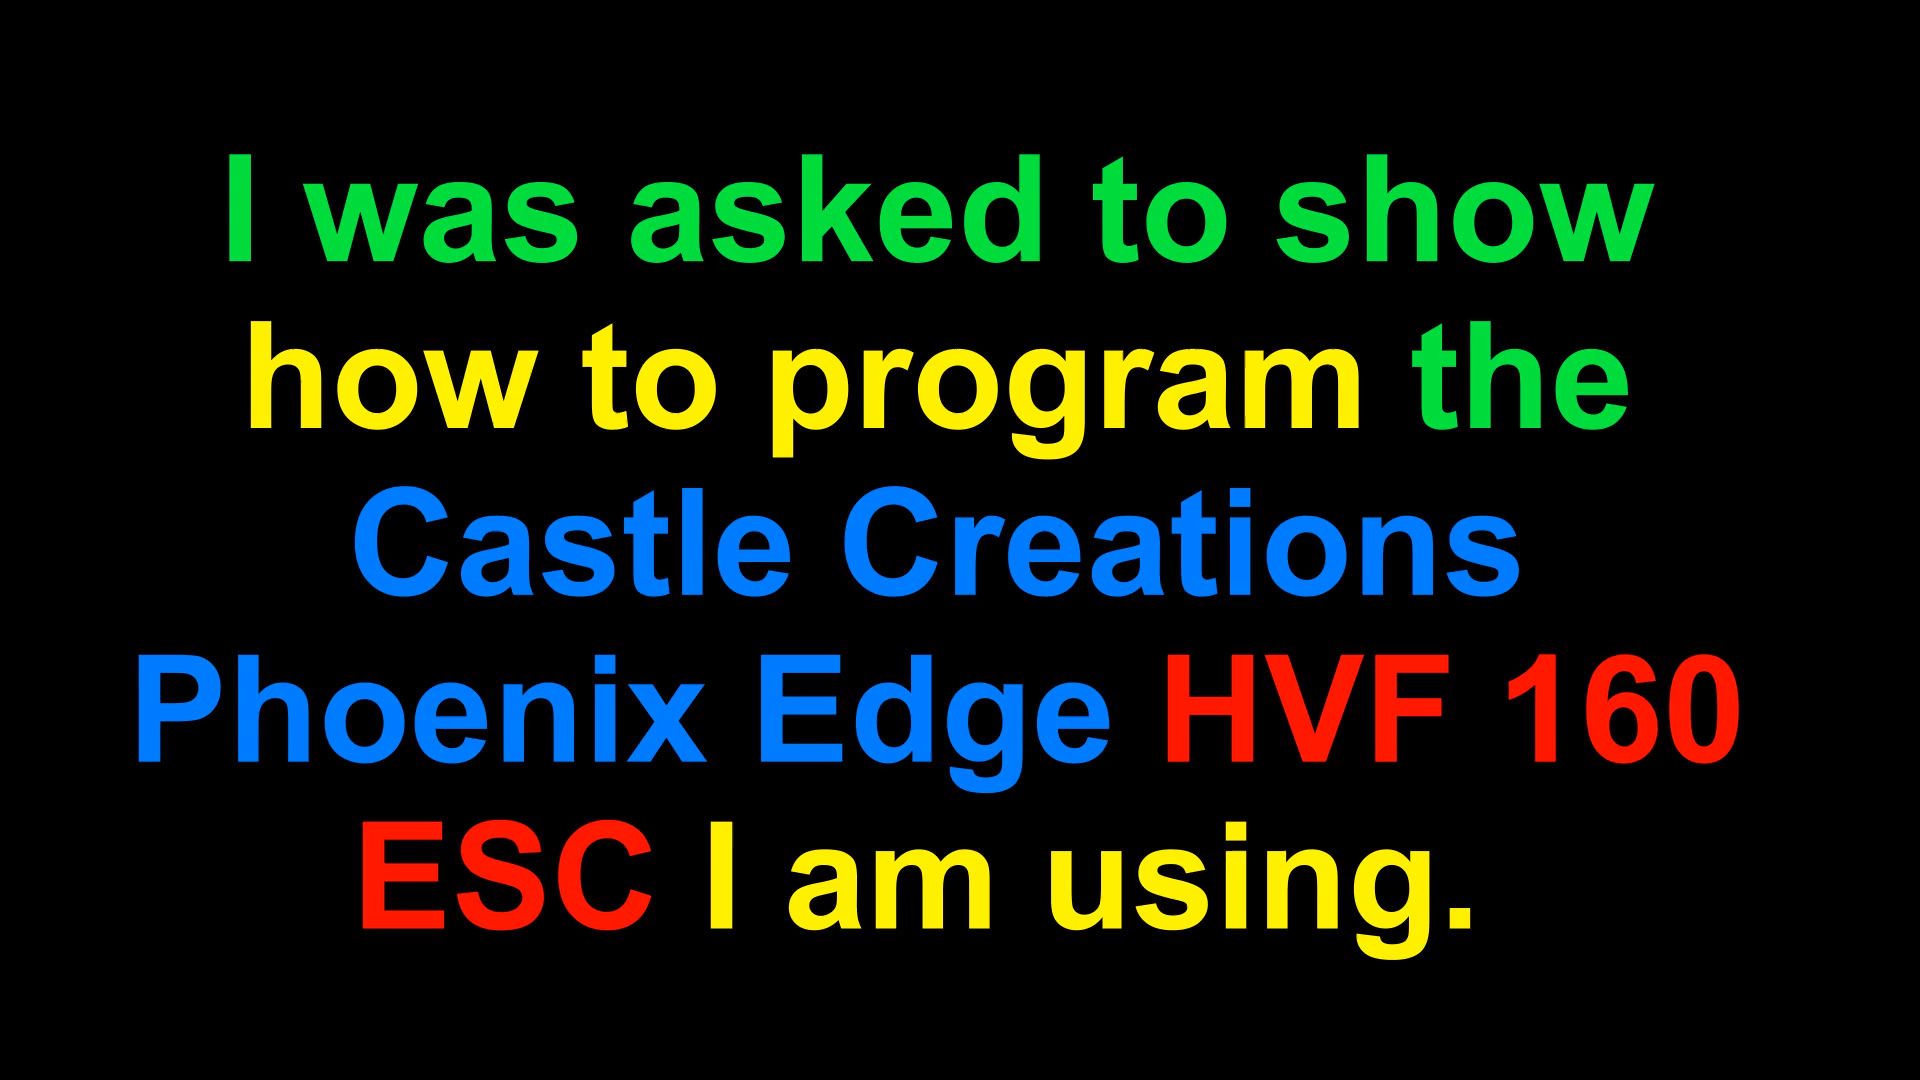 I was asked to show
how to program the
Castle Creations
Phoenix Edge HVF 160
ESC I am using.